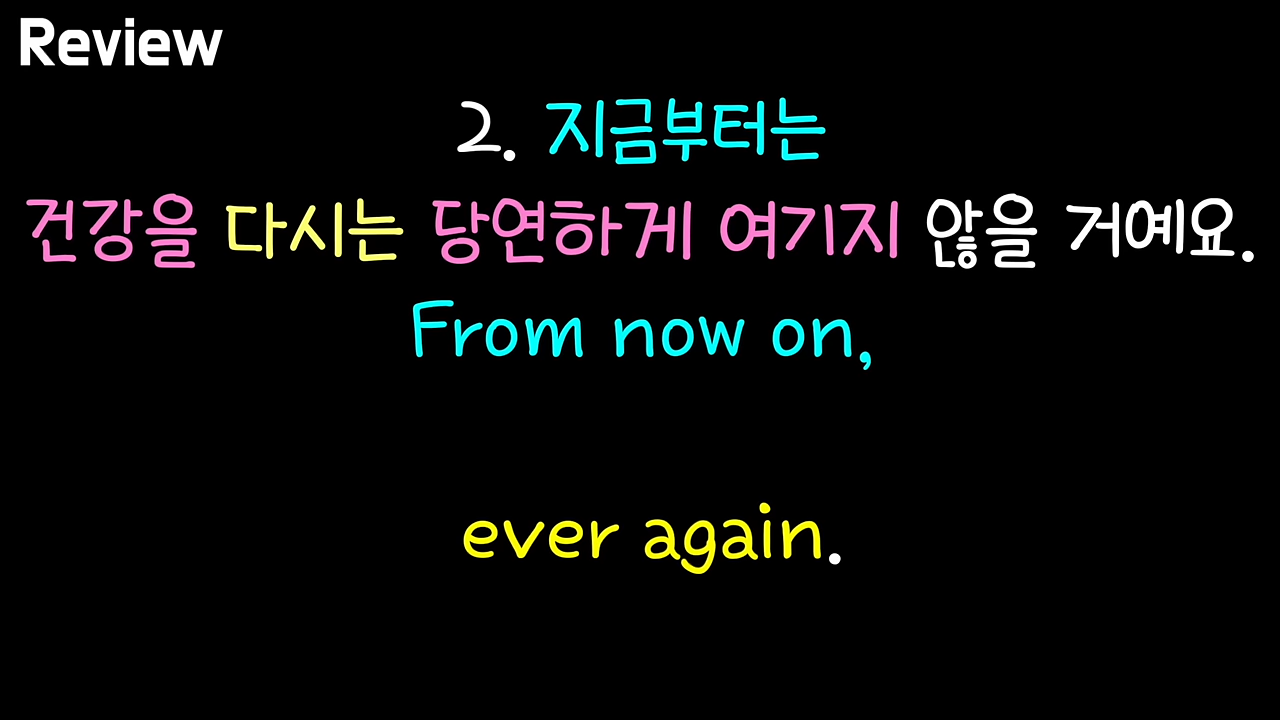 Review
2. 지금부터는
건강을 다시는 당연하게 여기지 않을 거예요.
From now on,
ever again.